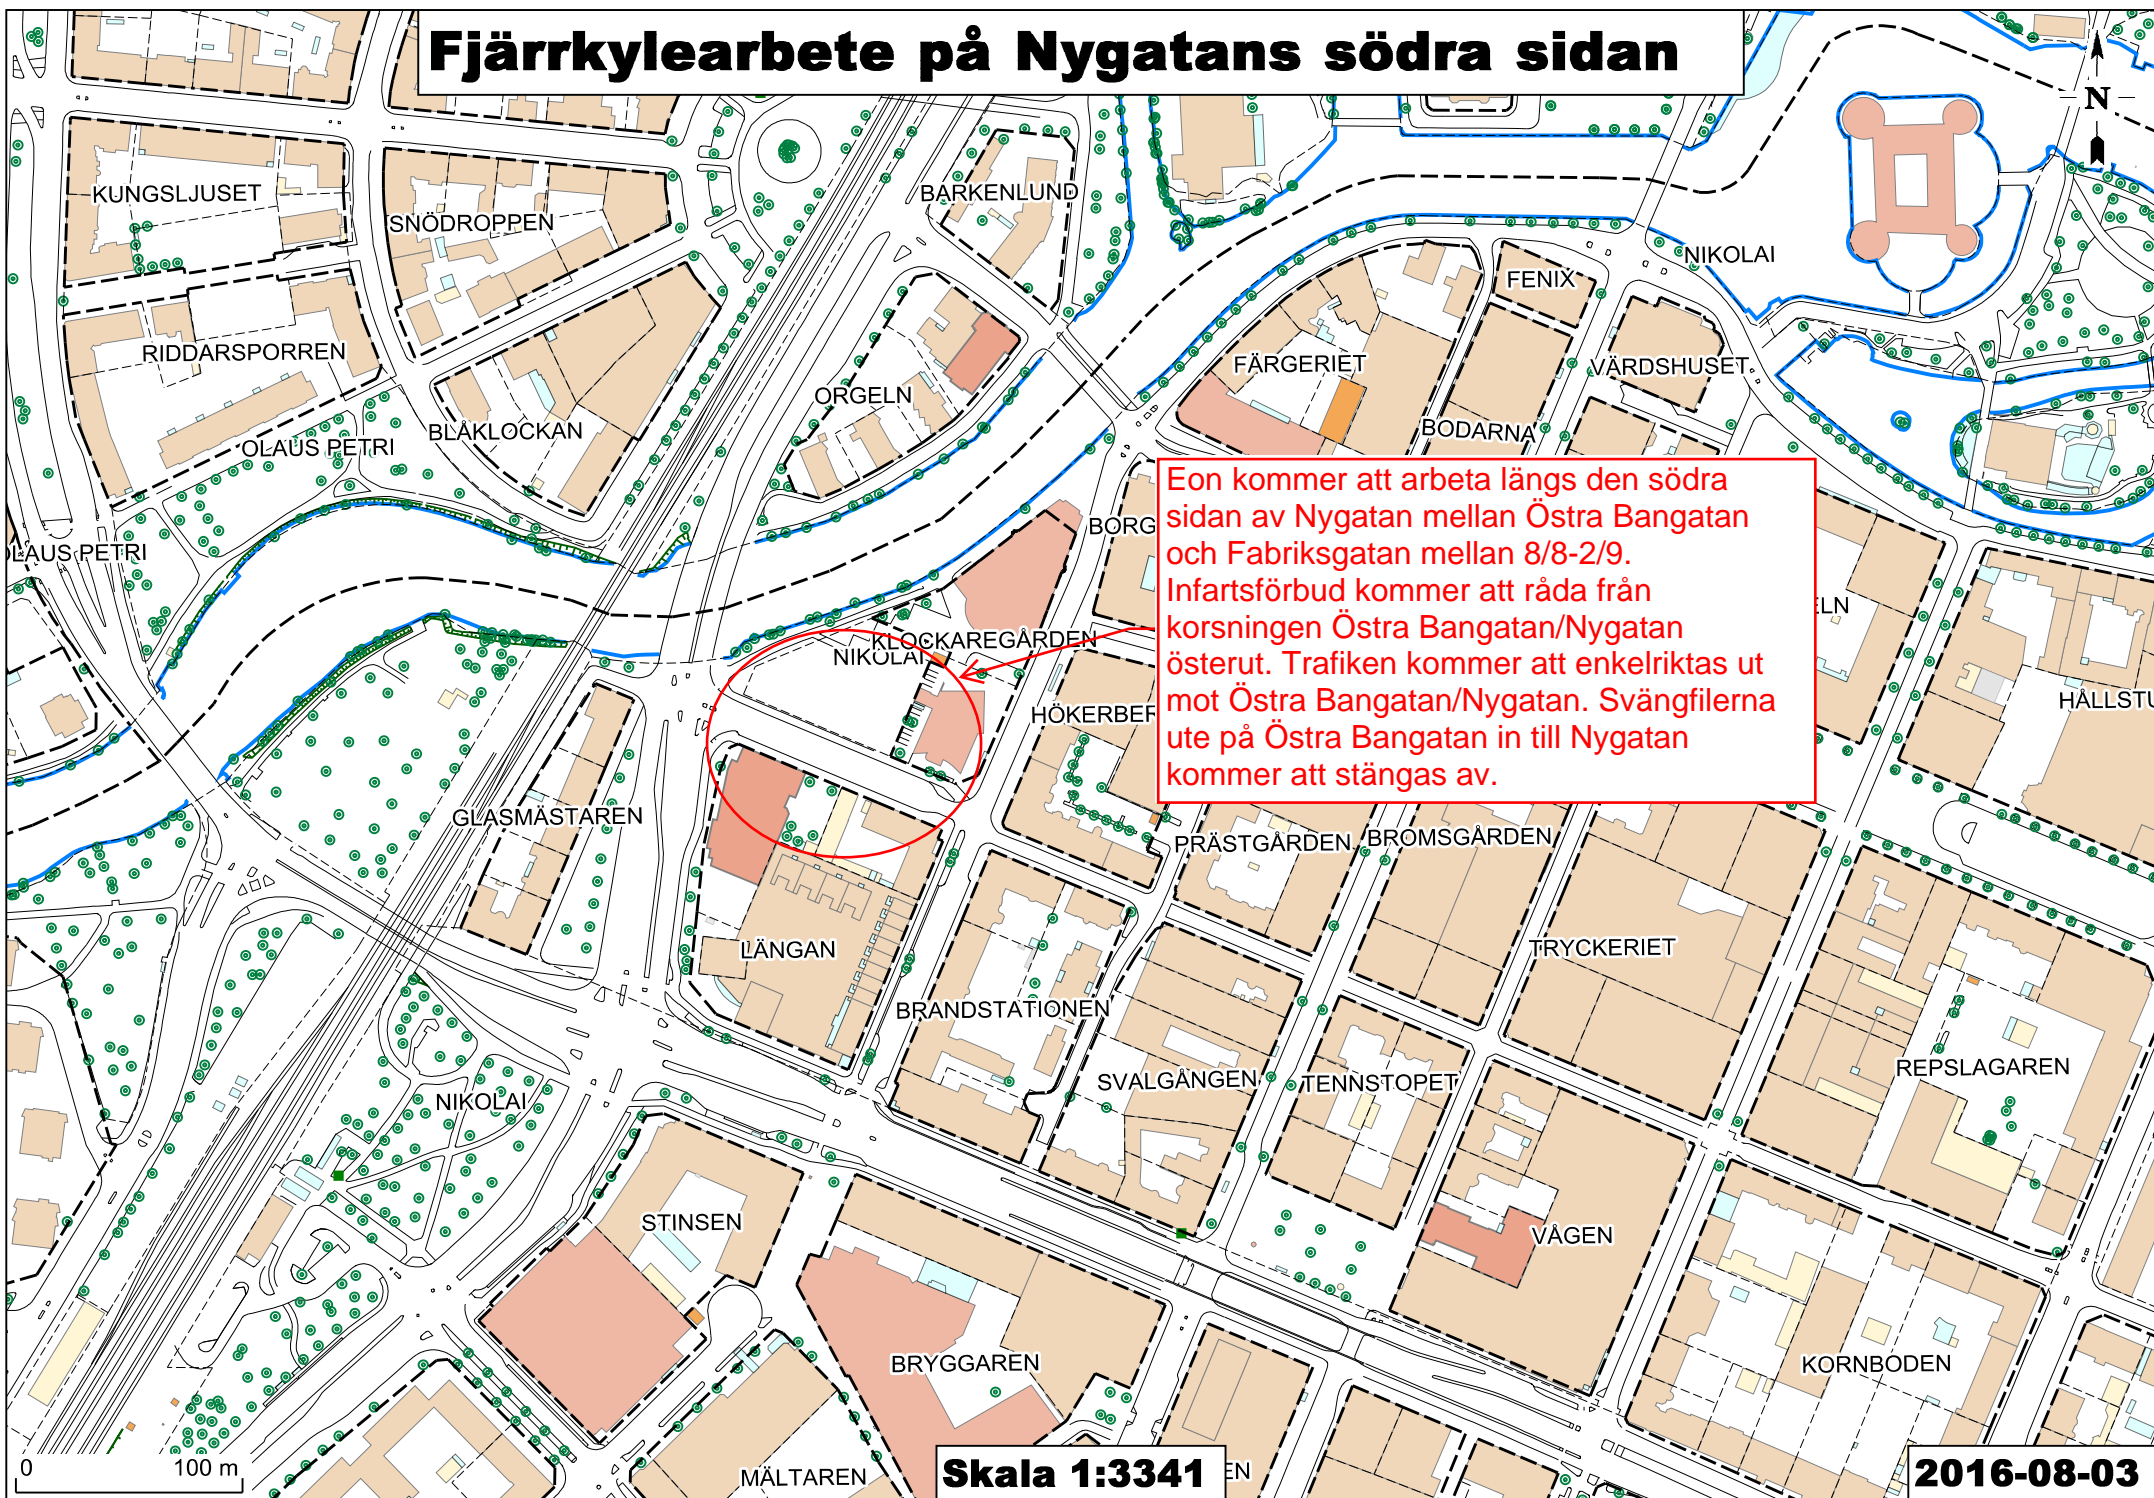 Fjärrkylearbete på Nygatans södra sidan
N
KUNGSLJUSET
SNÖDROPPEN
BARKENLUND
NIKOLAI
FENIX
RIDDARSPORREN
FÄRGERIET
VÄRDSHUSET
ORGELN
BLÅKLOCKAN
OLAUS PETRI
BODARNA
Eon kommer att arbeta längs den södra
sidan av Nygatan mellan Östra Bangatan
och Fabriksgatan mellan 8/8-2/9.
Infartsförbud kommer att råda från
korsningen Östra Bangatan/Nygatan
österut. Trafiken kommer att enkelriktas ut
mot Östra Bangatan/Nygatan. Svängfilerna
ute på Östra Bangatan in till Nygatan
kommer att stängas av.
BORG
OLAUS PETRI
ELN
KLOCKAREGÅRDEN
NIKOLAI
HÖKERBER
HÅLLSTU
GLASMÄSTAREN
PRÄSTGÅRDEN
BROMSGÅRDEN
LÄNGAN
TRYCKERIET
BRANDSTATIONEN
SVALGÅNGEN
TENNSTOPET
REPSLAGAREN
NIKOLAI
STINSEN
VÅGEN
BRYGGAREN
KORNBODEN
MÄLTAREN
EN
0 100 m
Skala 1:3341
2016-08-03